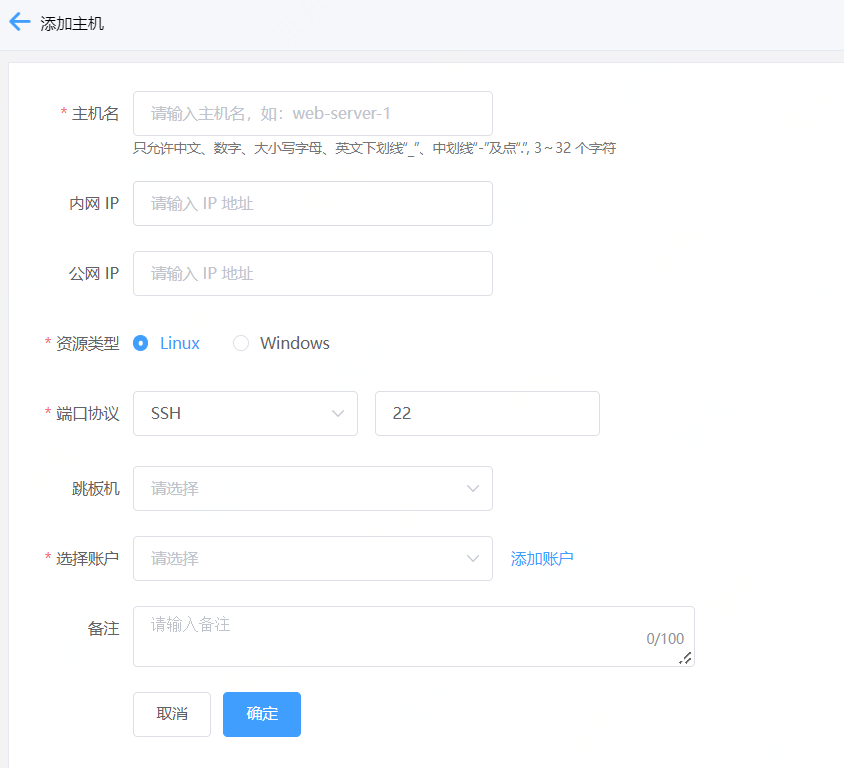 添加主机
* 主机名 请输入主机名，如：web-server-1
只允许中文、数字、大小写字母、英文下划线“_”、中划线“-”及点“.”, 3 ~ 32 个字符
内网 IP 请输入 IP 地址
公网 IP 请输入 IP 地址
* 资源类型 Linux Windows
* 端口协议 SSH 22
跳板机 请选择
* 选择账户 请选择 添加账户
备注 请输入备注
0/100
取消 确定